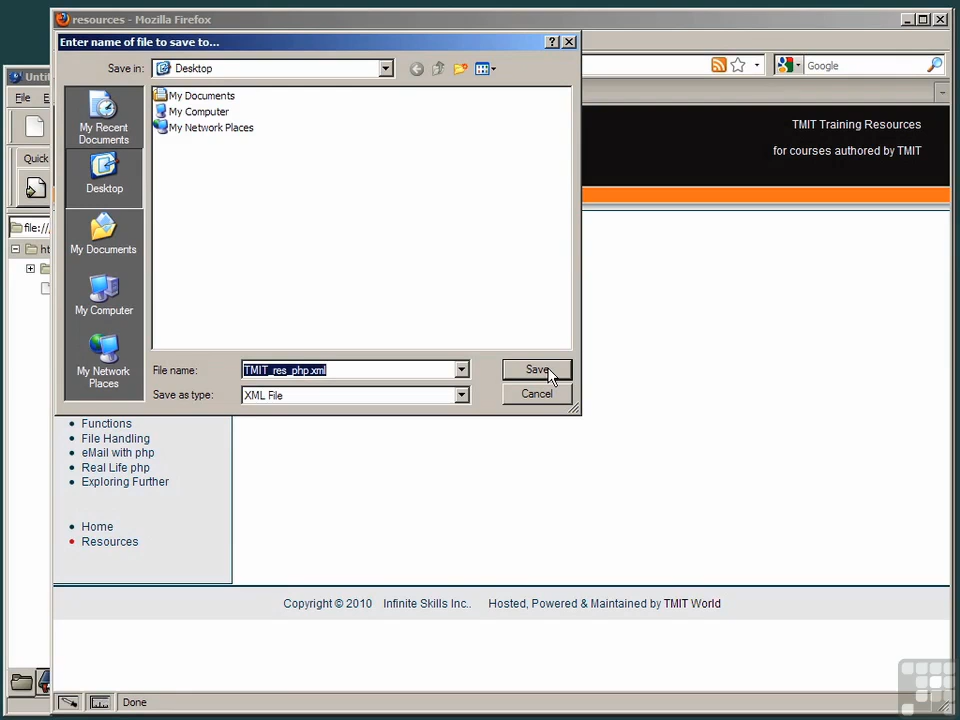 resources - Mozilla Firefox
Enter name of file to save to...
Save in:
Desktop
Google
My Documents
My Computer
My Network Places
My Recent
Documents
Desktop
My Documents
My Computer
My Network
Places
File name:
TMIT_res_php.xml
Save
Save as type:
XML File
Cancel
File
Quick
file://
TMIT Training Resources
for courses authored by TMIT
Functions
File Handling
eMail with php
Real Life php
Exploring Further
Home
Resources
Copyright © 2010 Infinite Skills Inc.. Hosted, Powered & Maintained by TMIT World
Done